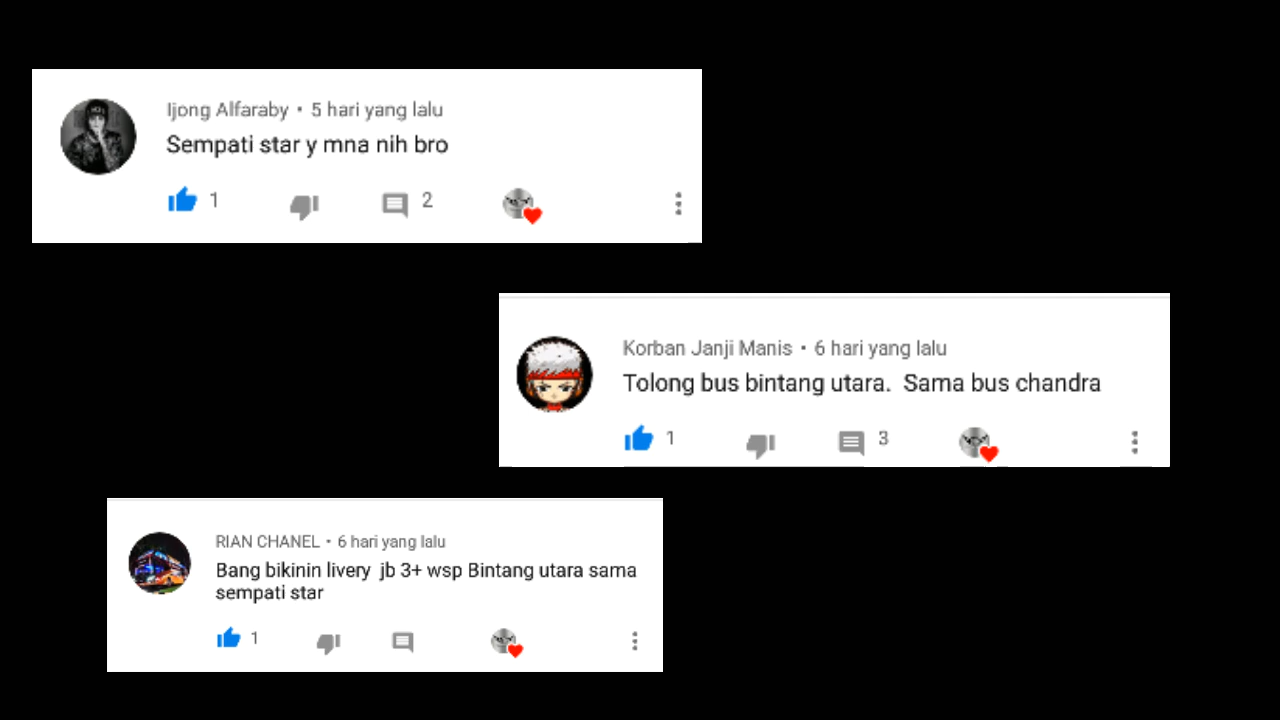 Ijong Alfaraby • 5 hari yang lalu
Sempati star y mna nih bro
1 2
Korban Janji Manis • 6 hari yang lalu
Tolong bus bintang utara. Sama bus chandra
1 3
RIAN CHANEL • 6 hari yang lalu
Bang bikinin livery jb 3+ wsp Bintang utara sama
sempati star
1